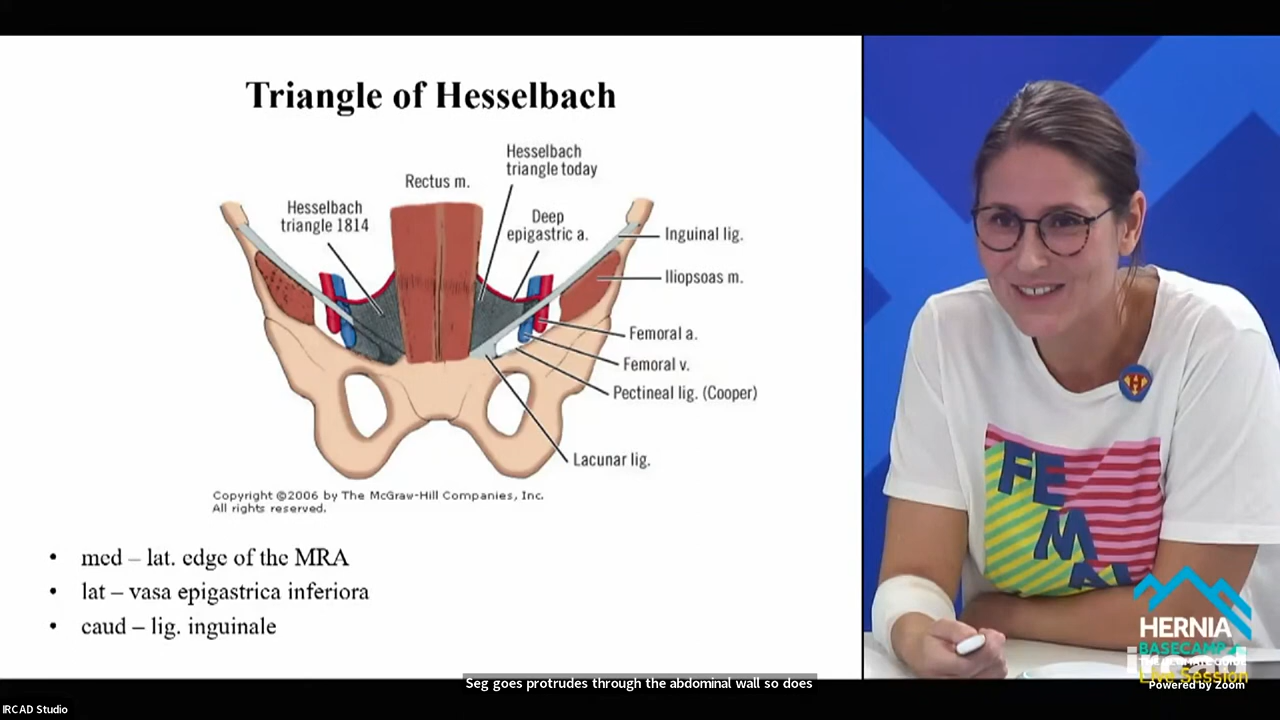 Triangle of Hesselbach
Hesselbach
triangle today
Rectus m.
Hesselbach
triangle 1814
Deep
epigastric a.
Inguinal lig.
Iliopsoas m.
Femoral a.
Femoral v.
Pectineal lig. (Cooper)
Lacunar lig.
Copyright ©2006 by The McGraw-Hill Companies, Inc.
All rights reserved.
• med – lat. edge of the MRA
• lat – vasa epigastrica inferiora
• caud – lig. inguinale
H
FE
M
HERNIA
BASECAMP
Live Session
Powered by Zoom
Seg goes protrudes through the abdominal wall so does
IRCAD Studio